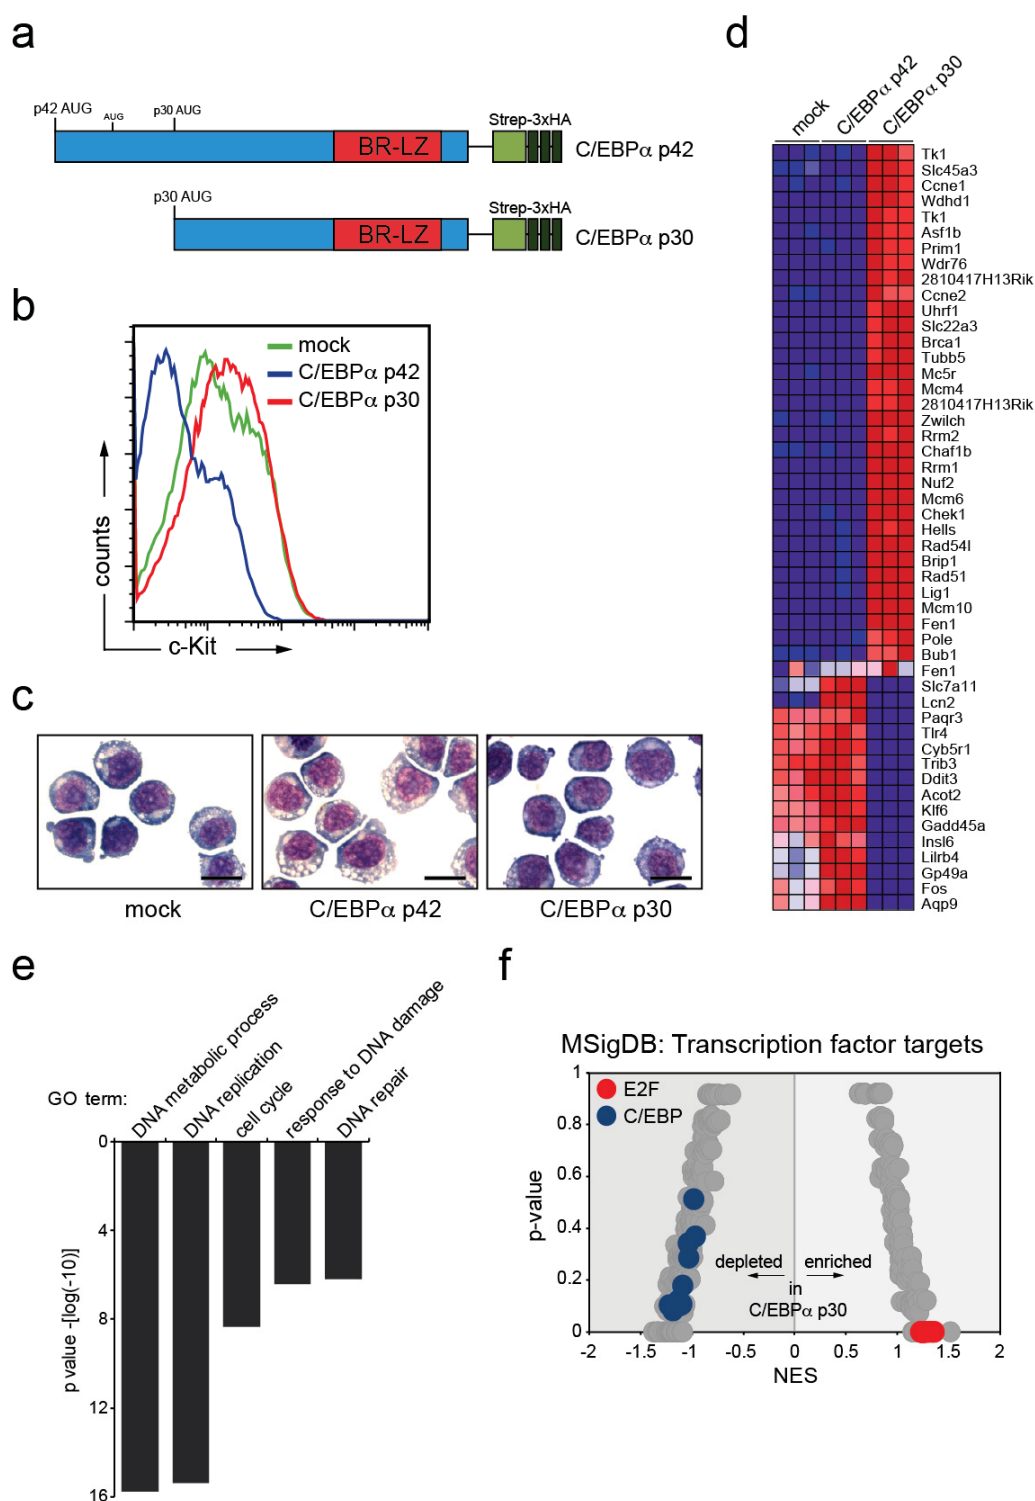 a
p42 AUG
AUG
p30 AUG
Strep-3xHA
BR-LZ
C/EBPα p42
p30 AUG
Strep-3xHA
BR-LZ
C/EBPα p30
b
mock
C/EBPα p42
C/EBPα p30
counts
c-Kit
c
mock
C/EBPα p42
C/EBPα p30
d
mock
C/EBPα p42
C/EBPα p30
Tk1
Slc45a3
Ccne1
Wdhd1
Tk1
Asf1b
Prim1
Wdr76
2810417H13Rik
Ccne2
Uhrf1
Slc22a3
Brca1
Tubb5
Mc5r
Mcm4
2810417H13Rik
Zwilch
Rrm2
Chaf1b
Rrm1
Nuf2
Mcm6
Chek1
Hells
Rad54l
Brip1
Rad51
Lig1
Mcm10
Fen1
Pole
Bub1
Fen1
Slc7a11
Lcn2
Paqr3
Tlr4
Cyb5r1
Trib3
Ddit3
Acot2
Klf6
Gadd45a
Insl6
Lilrb4
Gp49a
Fos
Aqp9
e
GO term:
DNA metabolic process
DNA replication
cell cycle
response to DNA damage
DNA repair
p value -[log(-10)]
0
4
8
12
16
f
MSigDB: Transcription factor targets
E2F
C/EBP
p-value
1
0.8
0.6
0.4
0.2
0
depleted
enriched
in
C/EBPα p30
-2
-1.5
-1
-0.5
0
0.5
1
1.5
2
NES